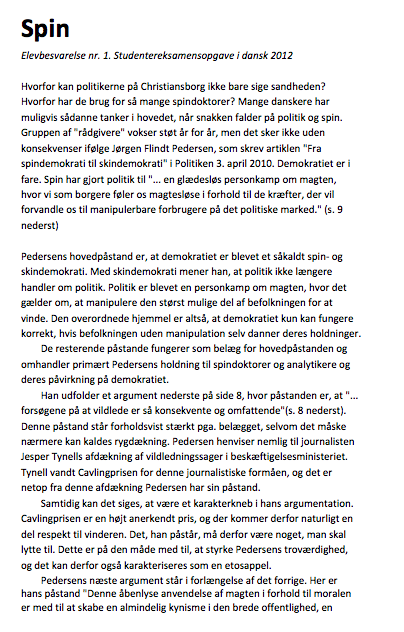 Spin
Elevbesvarelse nr. 1. Studentereksamensopgave i dansk 2012
Hvorfor kan politikerne på Christiansborg ikke bare sige sandheden?
Hvorfor har de brug for så mange spindoktorer? Mange danskere har
muligvis sådanne tanker i hovedet, når snakken falder på politik og spin.
Gruppen af "rådgivere" vokser støt år for år, men det sker ikke uden
konsekvenser ifølge Jørgen Flindt Pedersen, som skrev artiklen "Fra
spindemokrati til skindemokrati" i Politiken 3. april 2010. Demokratiet er i
fare. Spin har gjort politik til "... en glædesløs personkamp om magten,
hvor vi som borgere føler os magtesløse i forhold til de kræfter, der vil
forvandle os til manipulerbare forbrugere på det politiske marked." (s. 9
nederst)
Pedersens hovedpåstand er, at demokratiet er blevet et såkaldt spin- og
skindemokrati. Med skindemokrati mener han, at politik ikke længere
handler om politik. Politik er blevet en personkamp om magten, hvor det
gælder om, at manipulere den størst mulige del af befolkningen for at
vinde. Den overordnede hjemmel er altså, at demokratiet kun kan fungere
korrekt, hvis befolkningen uden manipulation selv danner deres holdninger.
De resterende påstande fungerer som belæg for hovedpåstanden og
omhandler primært Pedersens holdning til spindoktorer og analytikere og
deres påvirkning på demokratiet.
Han udfolder et argument nederste på side 8, hvor påstanden er, at "...
forsøgene på at vildlede er så konsekvente og omfattende"(s. 8 nederst).
Denne påstand står forholdsvist stærkt pga. belægget, selvom det måske
nærmere kan kaldes rygdækning. Pedersen henviser nemlig til journalisten
Jesper Tynells afdækning af vildledningssager i beskæftigelsesministeriet.
Tynell vandt Cavlingprisen for denne journalistiske formåen, og det er
netop fra denne afdækning Pedersen har sin påstand.
Samtidig kan det siges, at være et karakterkneb i hans argumentation.
Cavlingprisen er en højt anerkendt pris, og der kommer derfor naturligt en
del respekt til vinderen. Det, han påstår, må derfor være noget, man skal
lytte til. Dette er på den måde med til, at styrke Pedersens troværdighed,
og det kan derfor også karakteriseres som en etosappel.
Pedersens næste argument står i forlængelse af det forrige. Her er
hans påstand "Denne åbenlyse anvendelse af magten i forhold til moralen
er med til at skabe en almindelig kynisme i den brede offentlighed, en